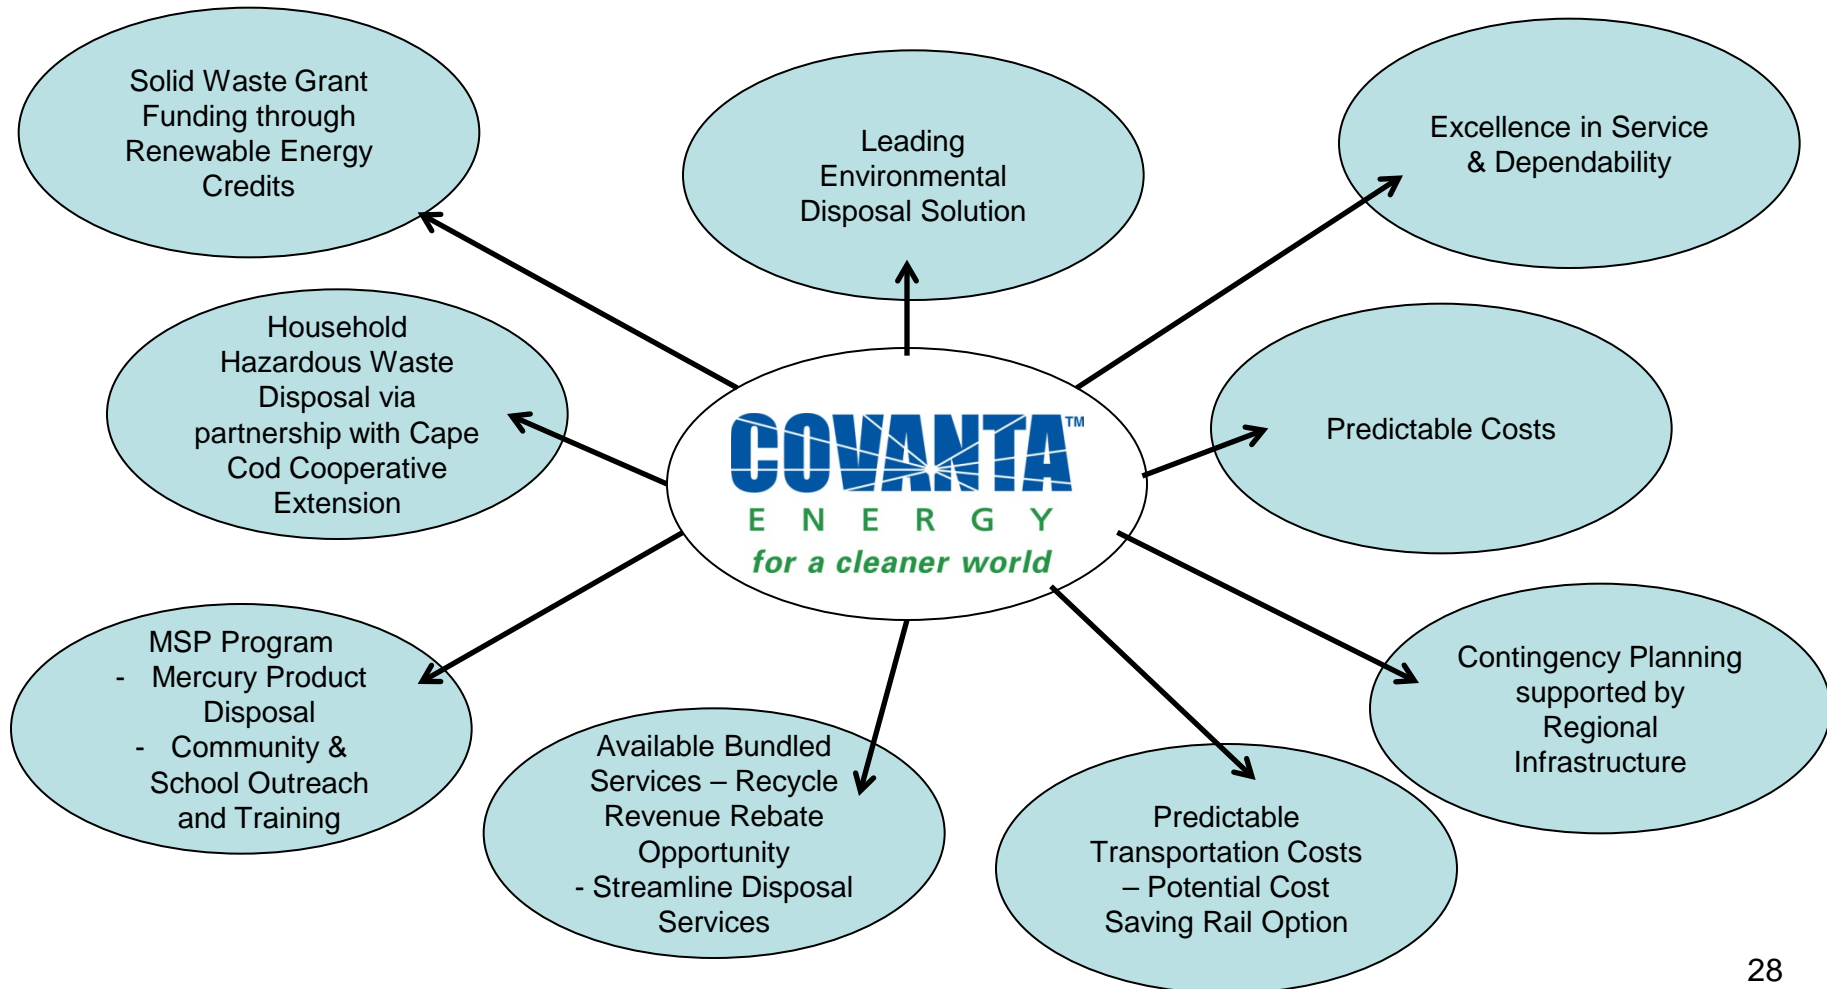 Solid Waste Grant
Funding through
Renewable Energy
Credits
Leading
Environmental
Disposal Solution
Excellence in Service
& Dependability
Household
Hazardous Waste
Disposal via
partnership with Cape
Cod Cooperative
Extension
COVANTA™
ENERGY
for a cleaner world
Predictable Costs
MSP Program
- Mercury Product
Disposal
- Community &
School Outreach
and Training
Available Bundled
Services – Recycle
Revenue Rebate
Opportunity
- Streamline Disposal
Services
Predictable
Transportation Costs
– Potential Cost
Saving Rail Option
Contingency Planning
supported by
Regional
Infrastructure
28